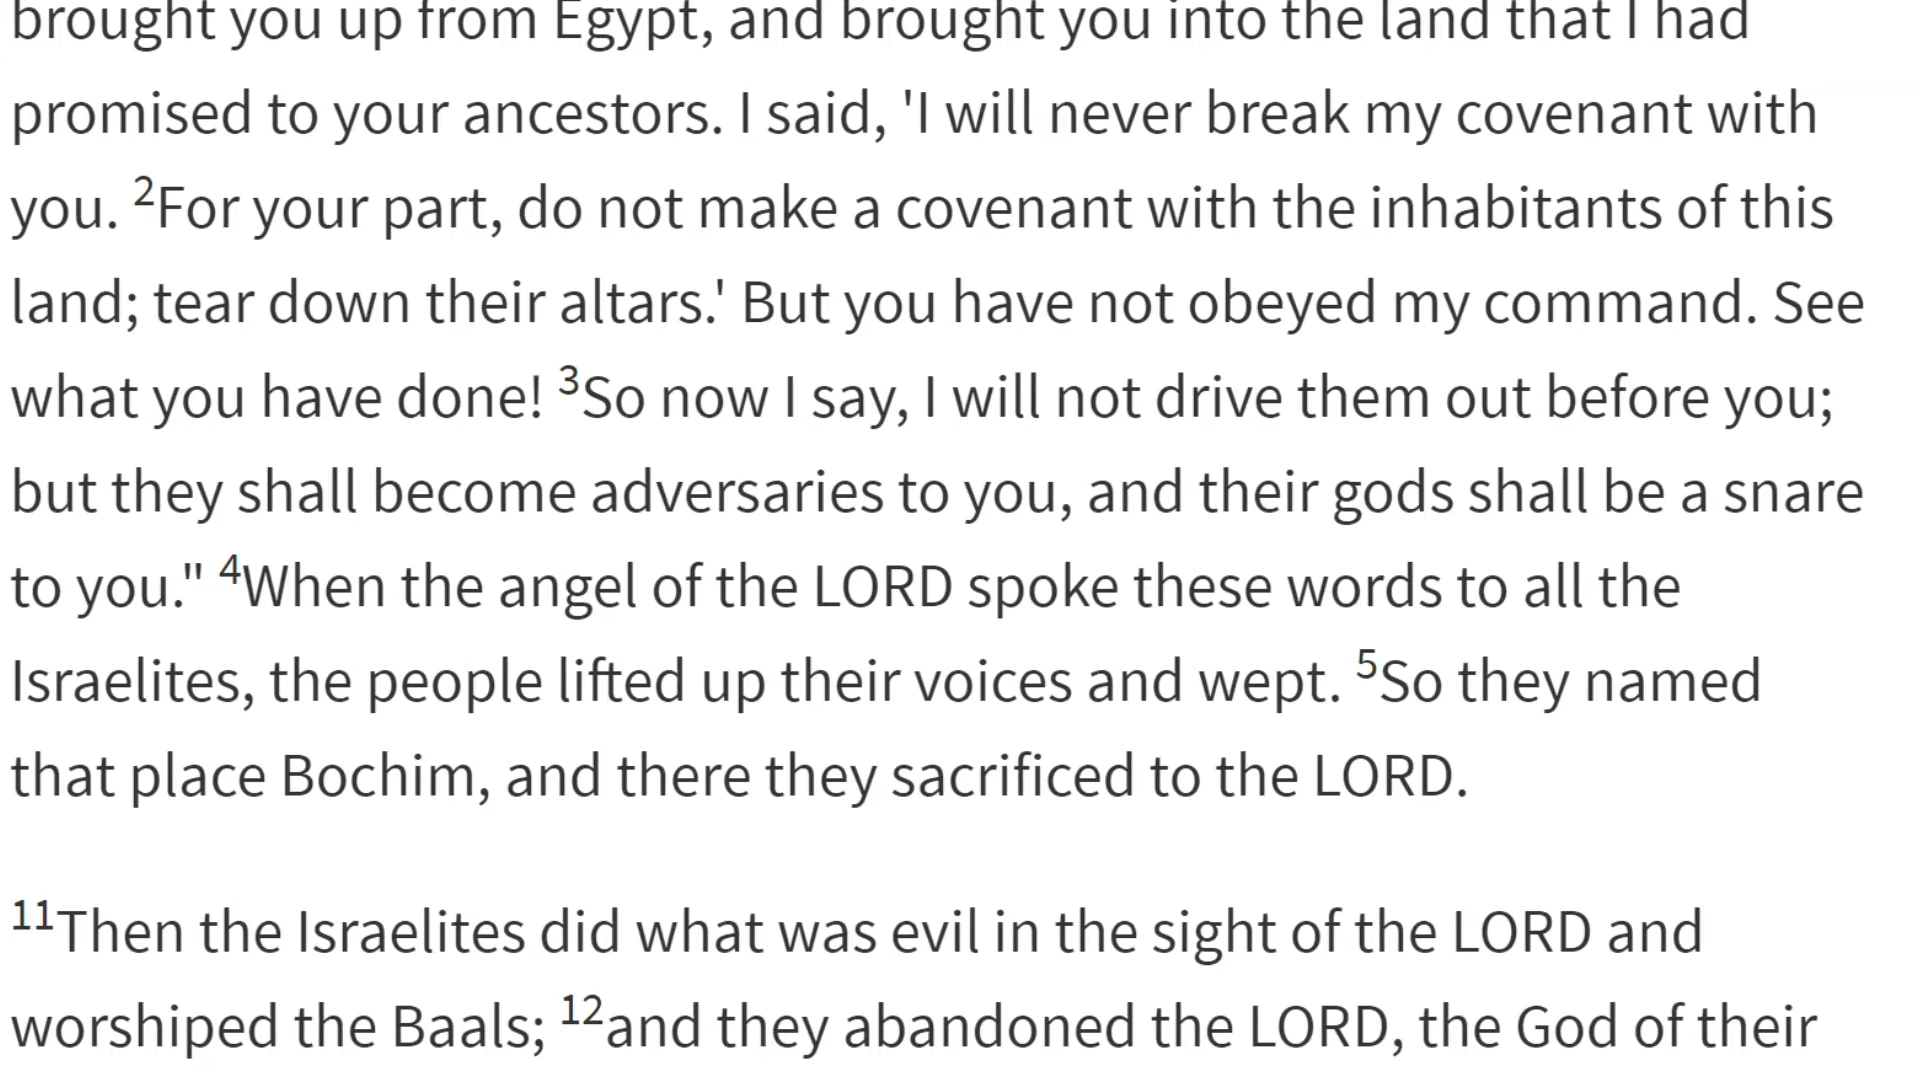 brought you up from Egypt, and brought you into the land that I had
promised to your ancestors. I said, 'I will never break my covenant with
you. ²For your part, do not make a covenant with the inhabitants of this
land; tear down their altars.' But you have not obeyed my command. See
what you have done! ³So now I say, I will not drive them out before you;
but they shall become adversaries to you, and their gods shall be a snare
to you." ⁴When the angel of the LORD spoke these words to all the
Israelites, the people lifted up their voices and wept. ⁵So they named
that place Bochim, and there they sacrificed to the LORD.
¹¹Then the Israelites did what was evil in the sight of the LORD and
worshiped the Baals; ¹²and they abandoned the LORD, the God of their